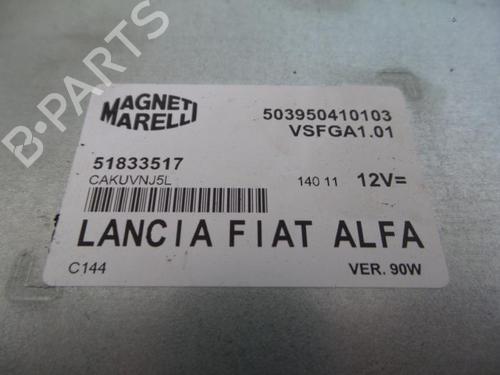 MAGNETI
MARELLI
503950410103
VSFGA1.01
51833517
CAKUVNJ5L
140 11
12V=
LANCIA FIAT ALFA
C144
VER. 90W
B-PARTS